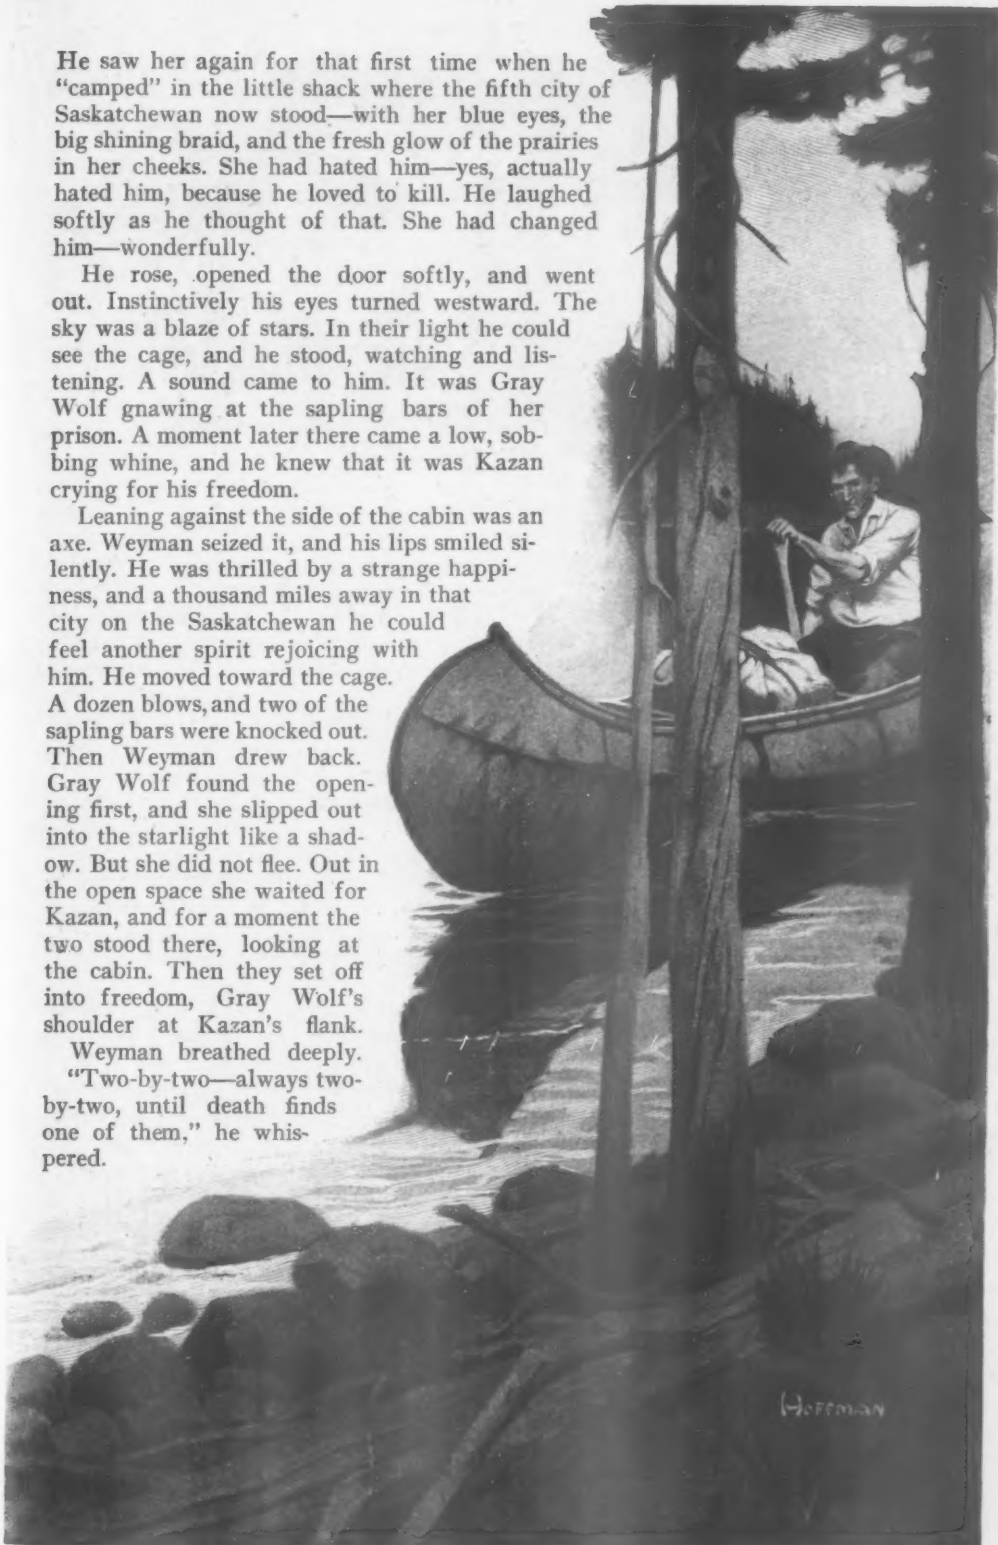 He saw her again for that first time when he
“camped” in the little shack where the fifth city of
Saskatchewan now stood—with her blue eyes, the
big shining braid, and the fresh glow of the prairies
in her cheeks. She had hated him—yes, actually
hated him, because he loved to kill. He laughed
softly as he thought of that. She had changed
him—wonderfully.
He rose, opened the door softly, and went
out. Instinctively his eyes turned westward. The
sky was a blaze of stars. In their light he could
see the cage, and he stood, watching and lis-
tening. A sound came to him. It was Gray
Wolf gnawing at the sapling bars of her
prison. A moment later there came a low, sob-
bing whine, and he knew that it was Kazan
crying for his freedom.
Leaning against the side of the cabin was an
axe. Weyman seized it, and his lips smiled si-
lently. He was thrilled by a strange happi-
ness, and a thousand miles away in that
city on the Saskatchewan he could
feel another spirit rejoicing with
him. He moved toward the cage.
A dozen blows, and two of the
sapling bars were knocked out.
Then Weyman drew back.
Gray Wolf found the open-
ing first, and she slipped out
into the starlight like a shad-
ow. But she did not flee. Out in
the open space she waited for
Kazan, and for a moment the
two stood there, looking at
the cabin. Then they set off
into freedom, Gray Wolf's
shoulder at Kazan's flank.
Weyman breathed deeply.
“Two-by-two—always two-
by-two, until death finds
one of them,” he whis-
pered.
HOFFMAN